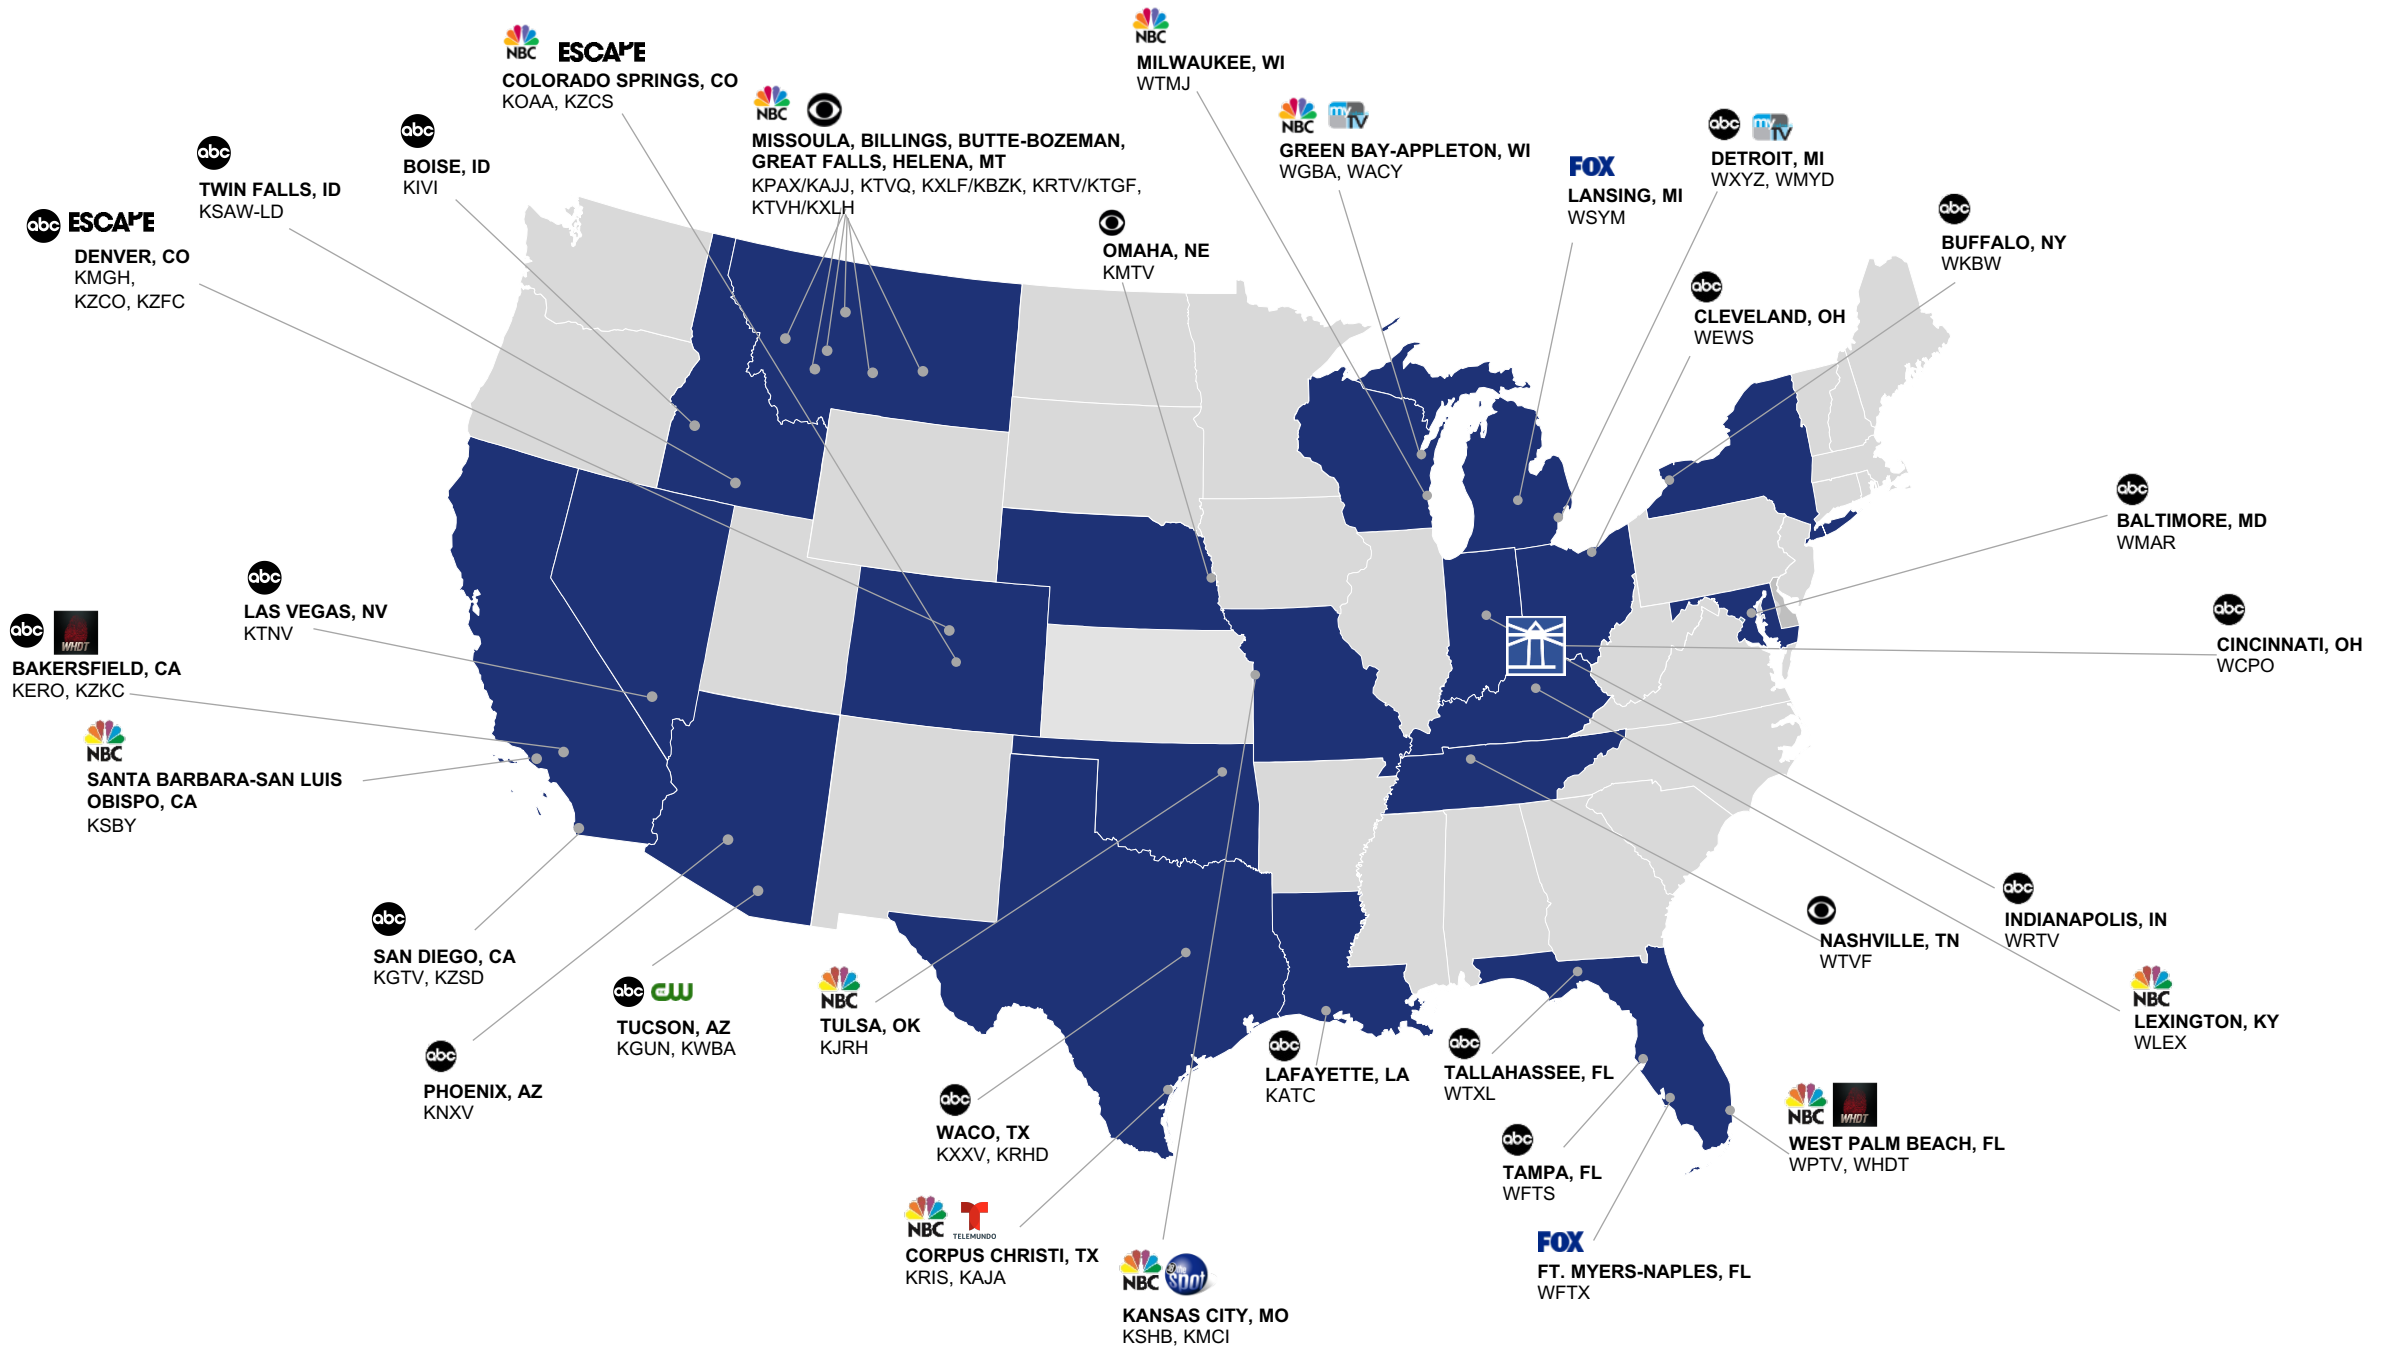 NBC ESCAPE
COLORADO SPRINGS, CO
KOAA, KZCS
NBC
MILWAUKEE, WI
WTMJ
NBC
MISSOULA, BILLINGS, BUTTE-BOZEMAN,
GREAT FALLS, HELENA, MT
KPAX/KAJJ, KTVQ, KXLF/KBZK, KRTV/KTGF,
KTVH/KXLH
NBC myTV
GREEN BAY-APPLETON, WI
WGBA, WACY
abc myTV
DETROIT, MI
WXYZ, WMYD
FOX
LANSING, MI
WSYM
abc
BOISE, ID
KIVI
abc
TWIN FALLS, ID
KSAW-LD
abc ESCAPE
DENVER, CO
KMGH,
KZCO, KZFC
OMAHA, NE
KMTV
abc
BUFFALO, NY
WKBW
abc
CLEVELAND, OH
WEWS
abc
BALTIMORE, MD
WMAR
abc
LAS VEGAS, NV
KTNV
abc WHDT
BAKERSFIELD, CA
KERO, KZKC
abc
CINCINNATI, OH
WCPO
NBC
SANTA BARBARA-SAN LUIS
OBISPO, CA
KSBY
abc
SAN DIEGO, CA
KGTV, KZSD
abc
INDIANAPOLIS, IN
WRTV
NASHVILLE, TN
WTVF
abc CW
TUCSON, AZ
KGUN, KWBA
NBC
TULSA, OK
KJRH
NBC
LEXINGTON, KY
WLEX
abc
PHOENIX, AZ
KNXV
abc
LAFAYETTE, LA
KATC
abc
TALLAHASSEE, FL
WTXL
abc
WACO, TX
KXXV, KRHD
NBC WHDT
WEST PALM BEACH, FL
WPTV, WHDT
abc
TAMPA, FL
WFTS
NBC TELEMUNDO
CORPUS CHRISTI, TX
KRIS, KAJA
FOX
FT. MYERS-NAPLES, FL
WFTX
NBC 38 the spot
KANSAS CITY, MO
KSHB, KMCI